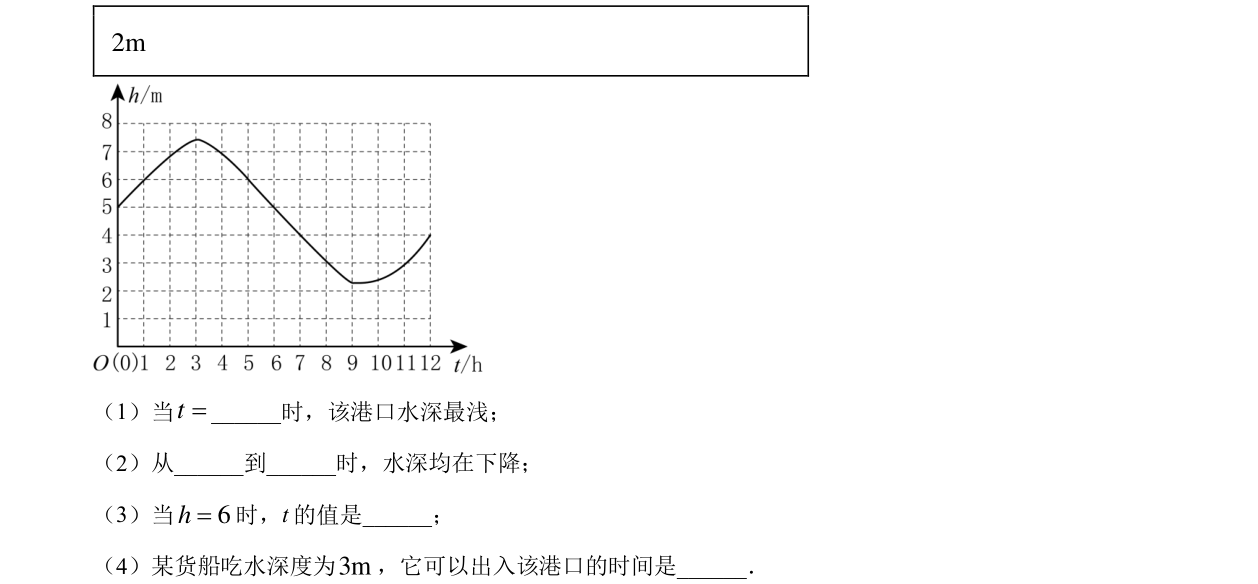 2m
h/m
8
7
6
5
4
3
2
1
O(0)1 2 3 4 5 6 7 8 9 10 11 12 t/h
（1）当t＝______时，该港口水深最浅；
（2）从______到______时，水深均在下降；
（3）当h＝6时，t的值是______；
（4）某货船吃水深度为3m，它可以出入该港口的时间是______．